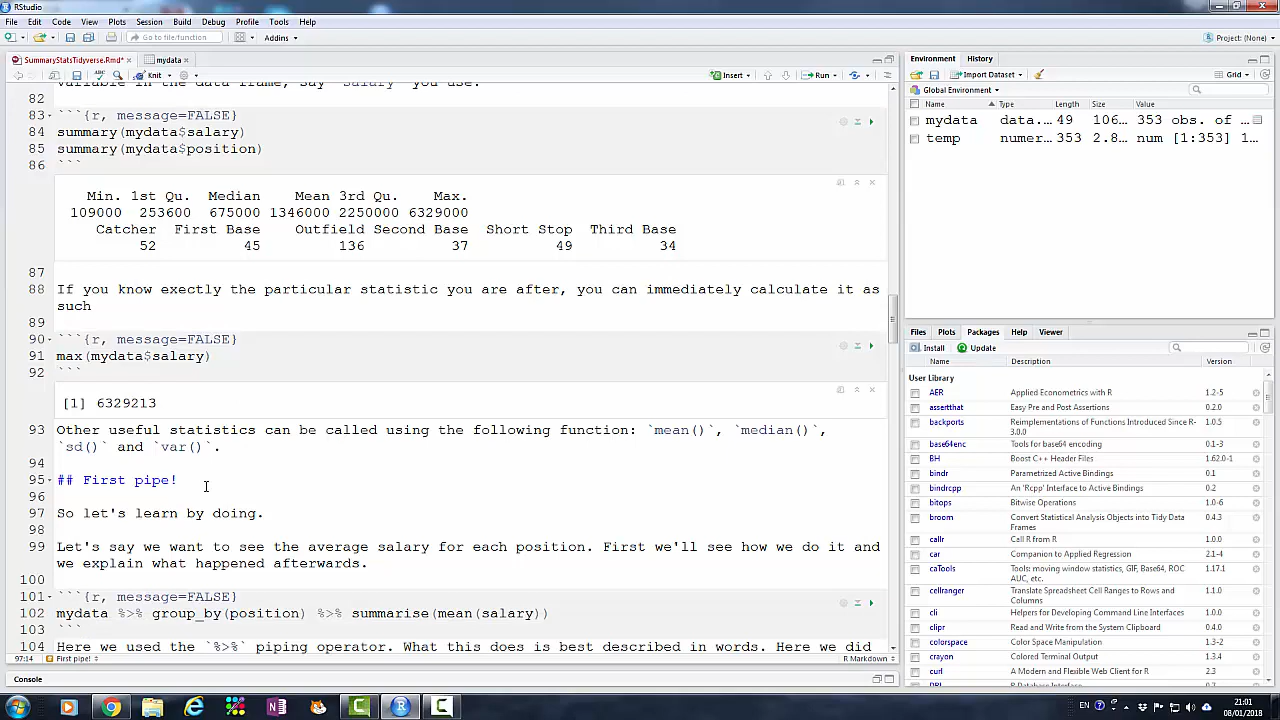 RStudio
File Edit Code View Plots Session Build Debug Profile Tools Help
Go to file/function
Addins
Project: (None)
SummaryStatsTidyverse.Rmd*
mydata
Knit
Insert
Run
82
83 ```{r, message=FALSE}
84 summary(mydata$salary)
85 summary(mydata$position)
86 ```
Min. 1st Qu. Median Mean 3rd Qu. Max.
109000 253600 675000 1346000 2250000 6329000
Catcher First Base Outfield Second Base Short Stop Third Base
52 45 136 37 49 34
87
88 If you know exectly the particular statistic you are after, you can immediately calculate it as
such
89
90 ```{r, message=FALSE}
91 max(mydata$salary)
92 ```
[1] 6329213
93 Other useful statistics can be called using the following function: `mean()`, `median()`,
`sd()` and `var()`.
94
95 ## First pipe!
96
97 So let's learn by doing.
98
99 Let's say we want to see the average salary for each position. First we'll see how we do it and
we explain what happened afterwards.
100
101 ```{r, message=FALSE}
102 mydata %>% group_by(position) %>% summarise(mean(salary))
103 ```
104 Here we used the `%>%` piping operator. What this does is best described in words. Here we did
97:14 First pipe! R Markdown
Console
Environment History
Import Dataset Grid
Global Environment
Name Type Length Size Value
mydata data.... 49 106... 353 obs. of ...
temp numer... 353 2.8... num [1:353] 1...
Files Plots Packages Help Viewer
Install Update
Name Description Version
User Library
AER Applied Econometrics with R 1.2-5
assertthat Easy Pre and Post Assertions 0.2.0
backports Reimplementations of Functions Introduced Since R-3.0.0. 1.0.5
base64enc Tools for base64 encoding 0.1-3
BH Boost C++ Header Files 1.62.0-1
bindr Parametrized Active Bindings 0.1
bindrcpp An 'Rcpp' Interface to Active Bindings 0.2
bitops Bitwise Operations 1.0-6
broom Convert Statistical Analysis Objects into Tidy Data Frames 0.4.3
callr Call R from R 1.0.0
car Companion to Applied Regression 2.1-4
caTools Tools: moving window statistics, GIF, Base64, ROC AUC, etc. 1.17.1
cellranger Translate Spreadsheet Cell Ranges to Rows and Columns 1.1.0
cli Helpers for Developing Command Line Interfaces 1.0.0
clipr Read and Write from the System Clipboard 0.4.0
colorspace Color Space Manipulation 1.3-2
crayon Colored Terminal Output 1.3.4
curl A Modern and Flexible Web Client for R 2.3
EN
21:01
08/01/2018